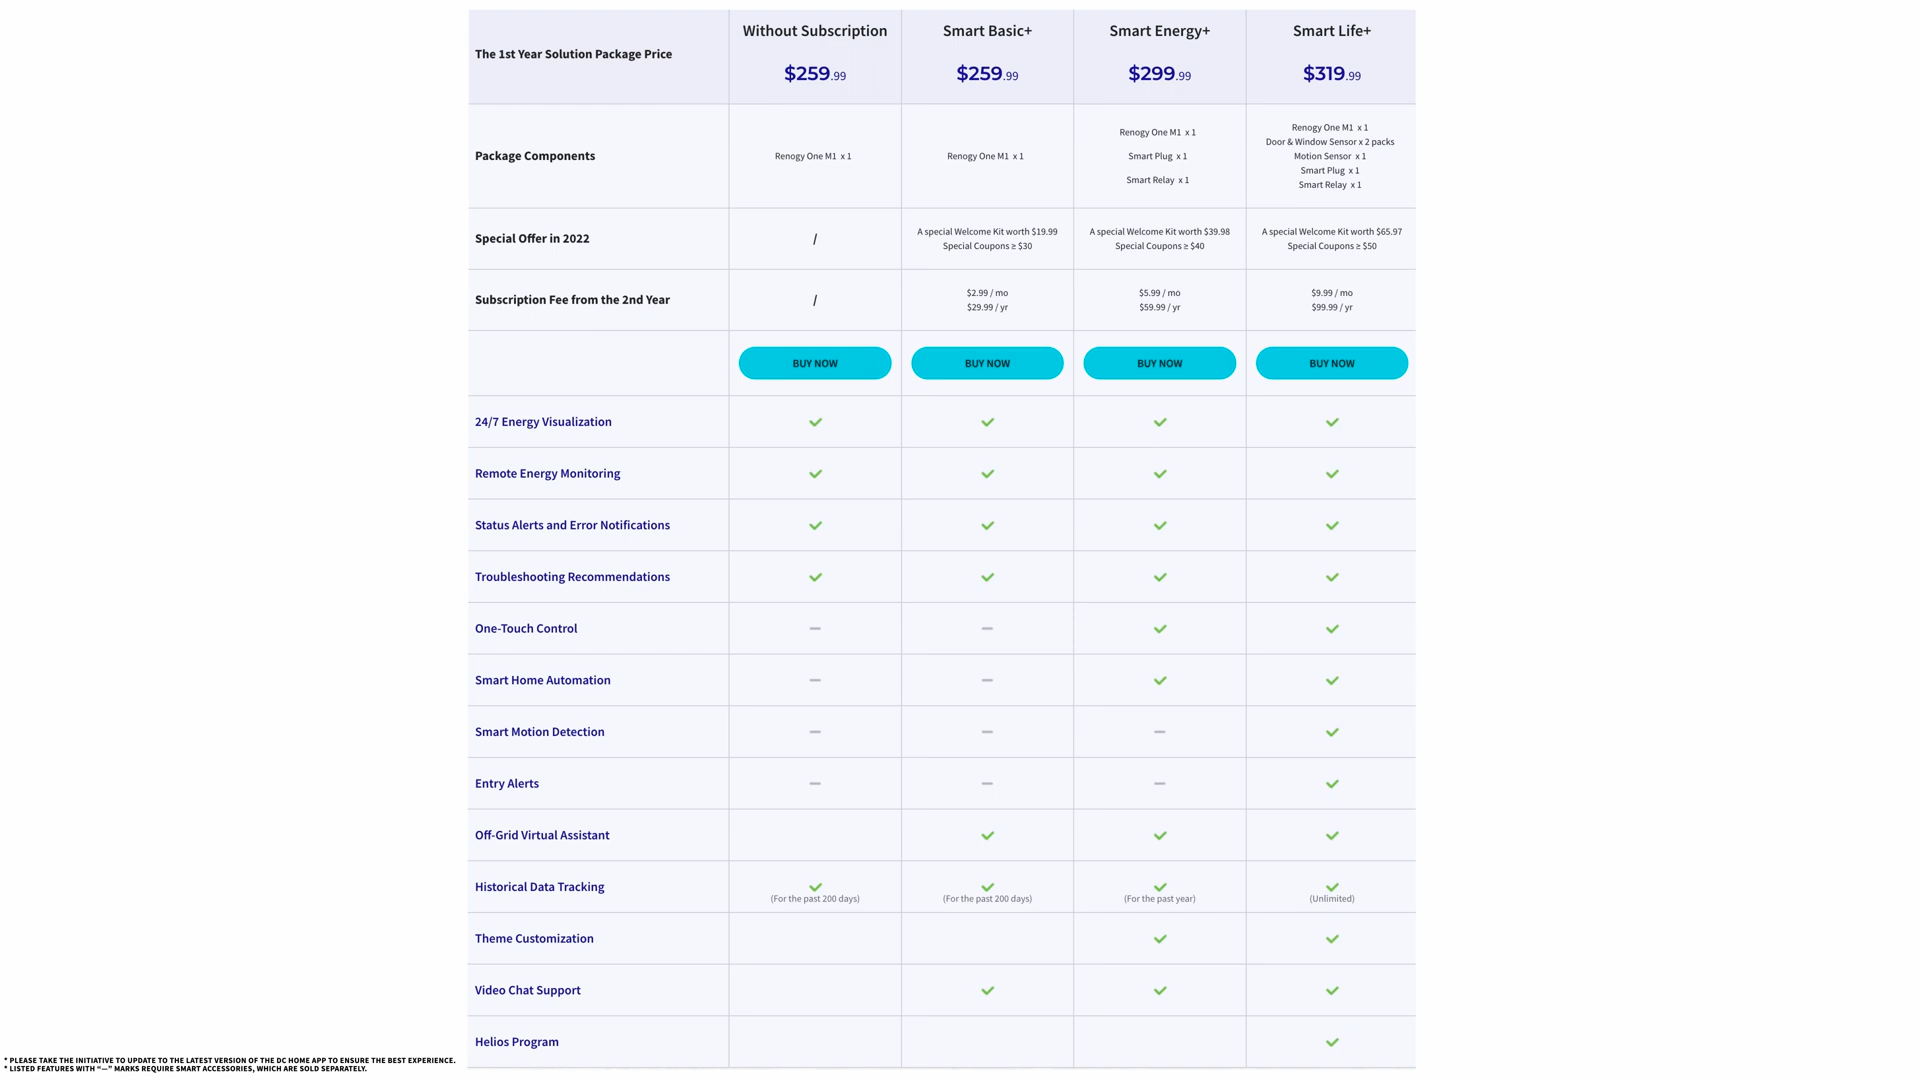 The 1st Year Solution Package Price
Without Subscription
$259.99
Smart Basic+
$259.99
Smart Energy+
$299.99
Smart Life+
$319.99
Package Components
Renogy One M1 x 1
Renogy One M1 x 1
Renogy One M1 x 1
Smart Plug x 1
Smart Relay x 1
Renogy One M1 x 1
Door & Window Sensor x 2 packs
Motion Sensor x 1
Smart Plug x 1
Smart Relay x 1
Special Offer in 2022
/
A special Welcome Kit worth $19.99
Special Coupons ≥ $30
A special Welcome Kit worth $39.98
Special Coupons ≥ $40
A special Welcome Kit worth $65.97
Special Coupons ≥ $50
Subscription Fee from the 2nd Year
/
$2.99 / mo
$29.99 / yr
$5.99 / mo
$59.99 / yr
$9.99 / mo
$99.99 / yr
BUY NOW
BUY NOW
BUY NOW
BUY NOW
24/7 Energy Visualization
Remote Energy Monitoring
Status Alerts and Error Notifications
Troubleshooting Recommendations
One-Touch Control
Smart Home Automation
Smart Motion Detection
Entry Alerts
Off-Grid Virtual Assistant
Historical Data Tracking
(For the past 200 days)
(For the past 200 days)
(For the past year)
(Unlimited)
Theme Customization
Video Chat Support
Helios Program
* PLEASE TAKE THE INITIATIVE TO UPDATE TO THE LATEST VERSION OF THE DC HOME APP TO ENSURE THE BEST EXPERIENCE.
* LISTED FEATURES WITH “—” MARKS REQUIRE SMART ACCESSORIES, WHICH ARE SOLD SEPARATELY.